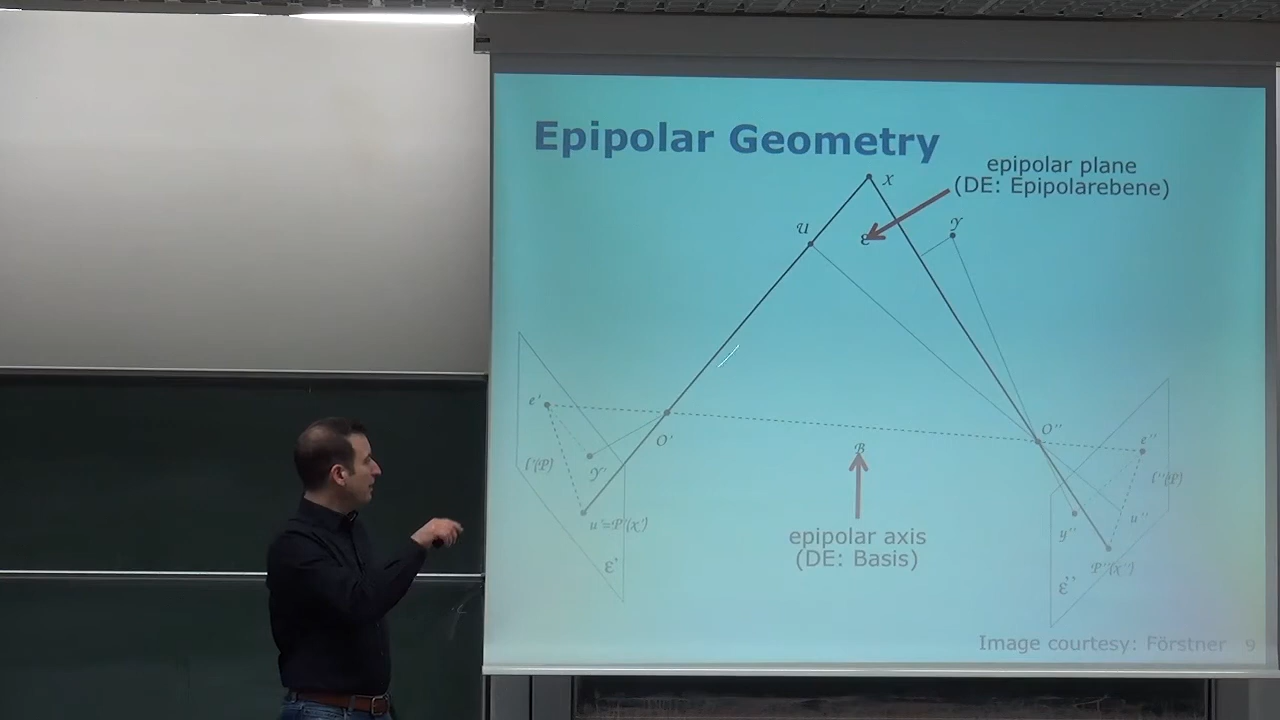 Epipolar Geometry
epipolar plane
(DE: Epipolarebene)
x
u
ε
y
e'
O'
y'
ε'
B
O''
e''
u''
y''
ε''
epipolar axis
(DE: Basis)
Image courtesy: Förstner 9